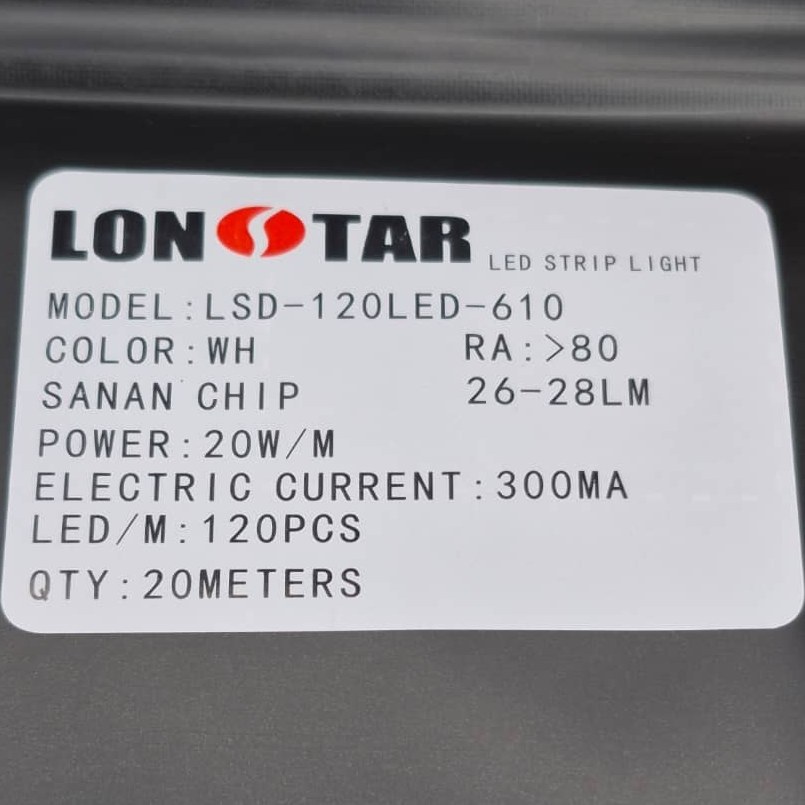 LONSTAR LED STRIP LIGHT
MODEL:LSD-120LED-610
COLOR:WH RA:>80
SANAN CHIP 26-28LM
POWER:20W/M
ELECTRIC CURRENT:300MA
LED/M:120PCS
QTY:20METERS